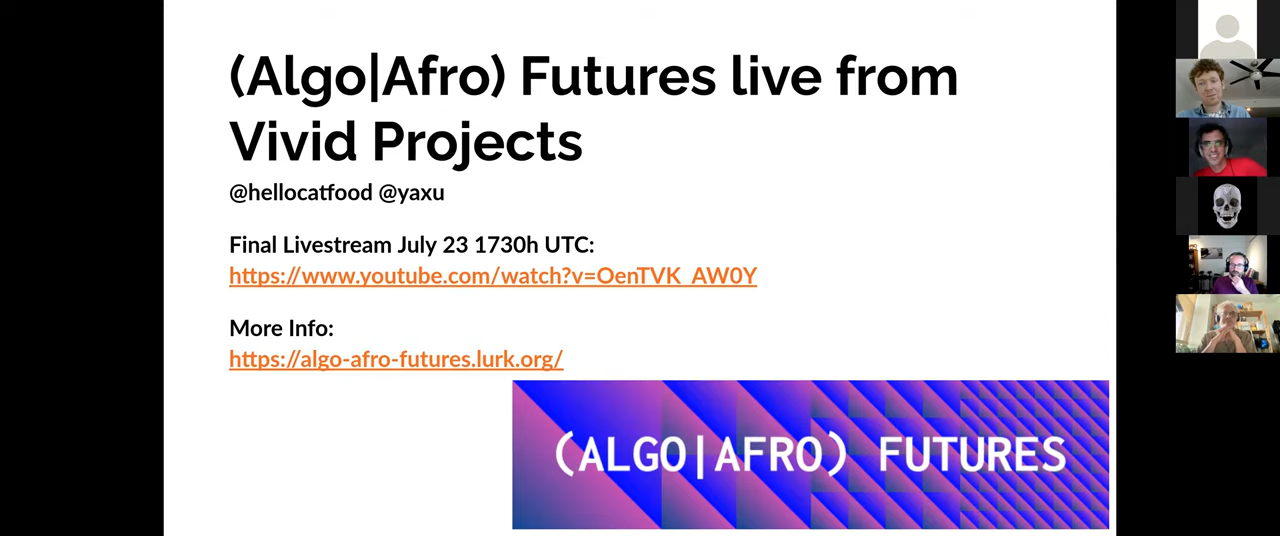 (Algo|Afro) Futures live from
Vivid Projects
@hellocatfood @yaxu
Final Livestream July 23 1730h UTC:
https://www.youtube.com/watch?v=OenTVK_AW0Y
More Info:
https://algo-afro-futures.lurk.org/
(ALGO|AFRO) FUTURES